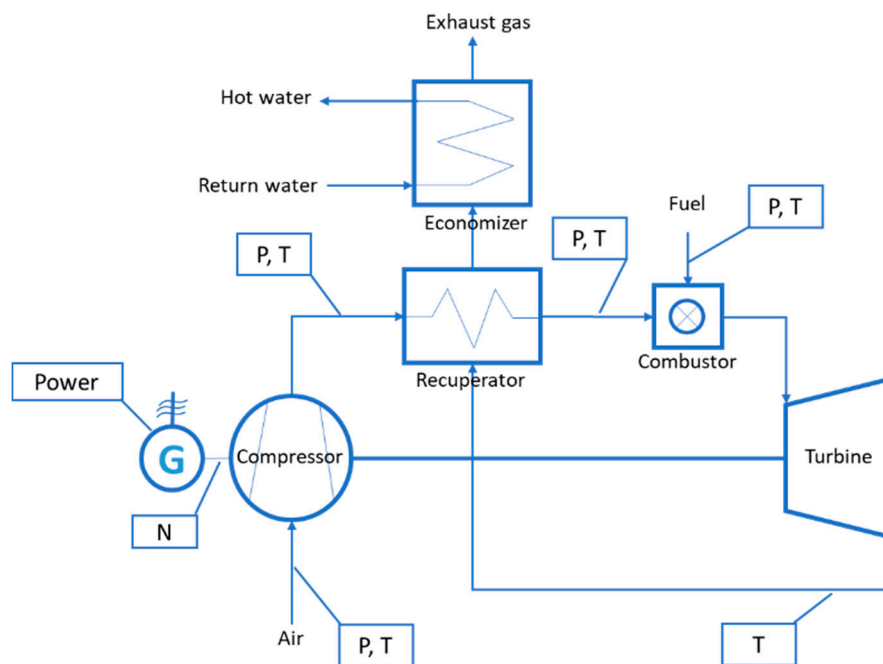 Exhaust gas
Hot water
Return water
Economizer
Fuel
P, T
P, T
P, T
Recuperator
Combustor
Power
G
Compressor
Turbine
N
Air
P, T
T